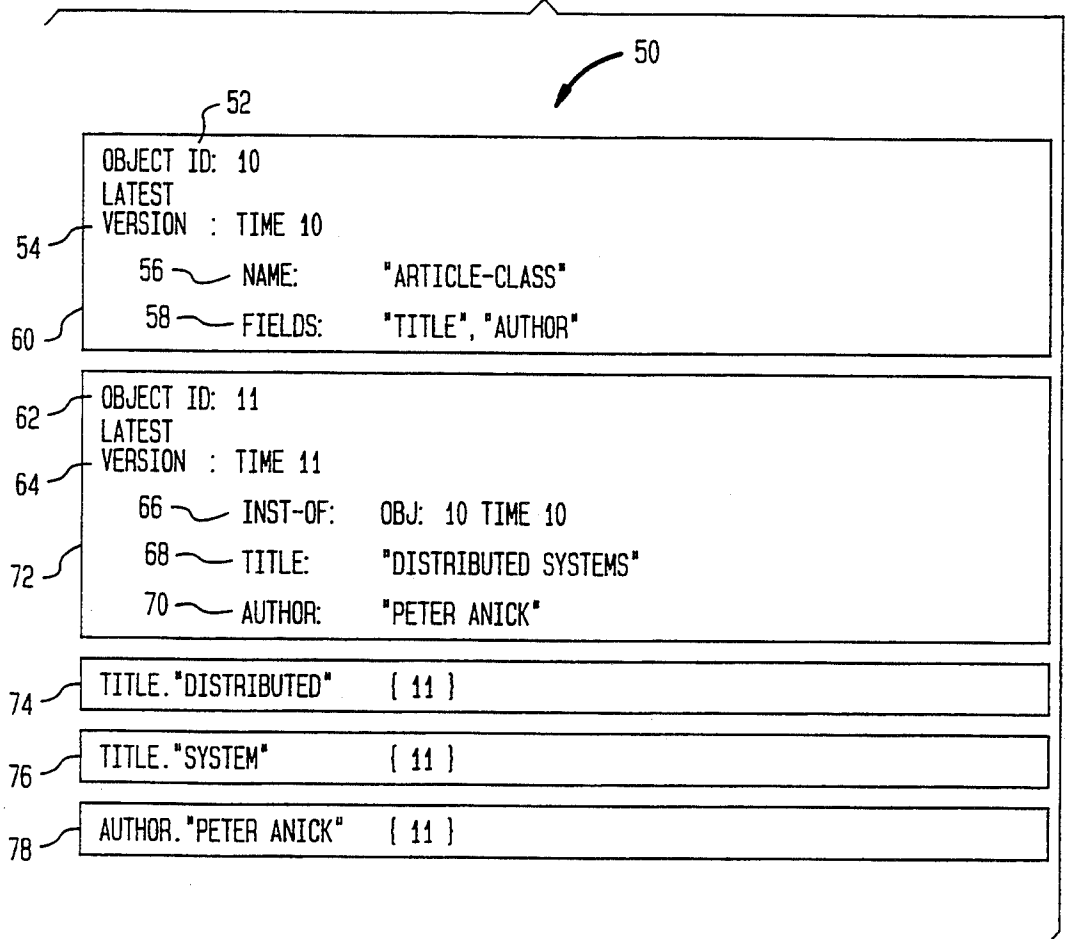 50
52
OBJECT ID: 10
LATEST
54 VERSION : TIME 10
56 NAME: "ARTICLE-CLASS"
58 FIELDS: "TITLE", "AUTHOR"
60
62 OBJECT ID: 11
LATEST
64 VERSION : TIME 11
66 INST-OF: OBJ: 10 TIME 10
68 TITLE: "DISTRIBUTED SYSTEMS"
72
70 AUTHOR: "PETER ANICK"
74 TITLE."DISTRIBUTED" { 11 }
76 TITLE."SYSTEM" { 11 }
78 AUTHOR."PETER ANICK" { 11 }